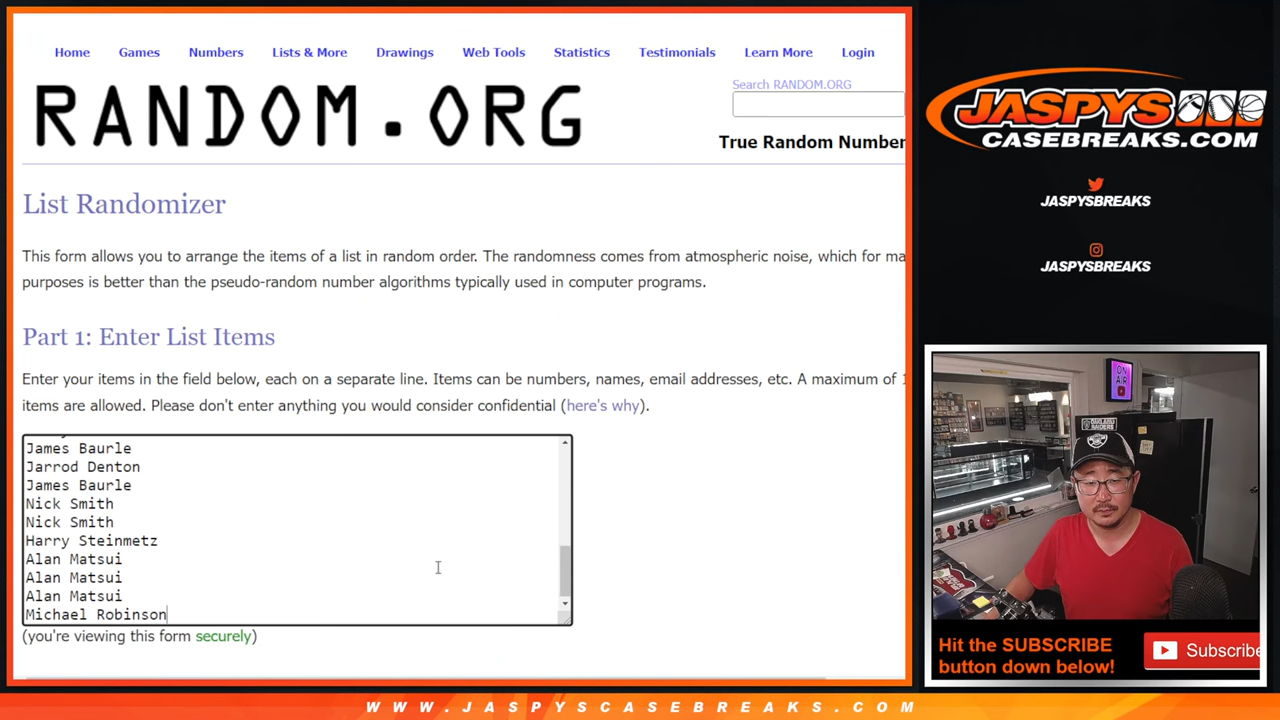 Home Games Numbers Lists & More Drawings Web Tools Statistics Testimonials Learn More Login
RANDOM.ORG
Search RANDOM.ORG
True Random Number
List Randomizer
This form allows you to arrange the items of a list in random order. The randomness comes from atmospheric noise, which for ma
purposes is better than the pseudo-random number algorithms typically used in computer programs.
Part 1: Enter List Items
Enter your items in the field below, each on a separate line. Items can be numbers, names, email addresses, etc. A maximum of 1
items are allowed. Please don't enter anything you would consider confidential (here's why).
James Baurle
Jarrod Denton
James Baurle
Nick Smith
Nick Smith
Harry Steinmetz
Alan Matsui
Alan Matsui
Alan Matsui
Michael Robinson
(you're viewing this form securely)
JASPYS
CASEBREAKS.COM
JASPYSBREAKS
JASPYSBREAKS
ON
AIR
OAKLAND
RAIDERS
Hit the SUBSCRIBE
button down below!
Subscribe
WWW.JASPYSCASEBREAKS.COM